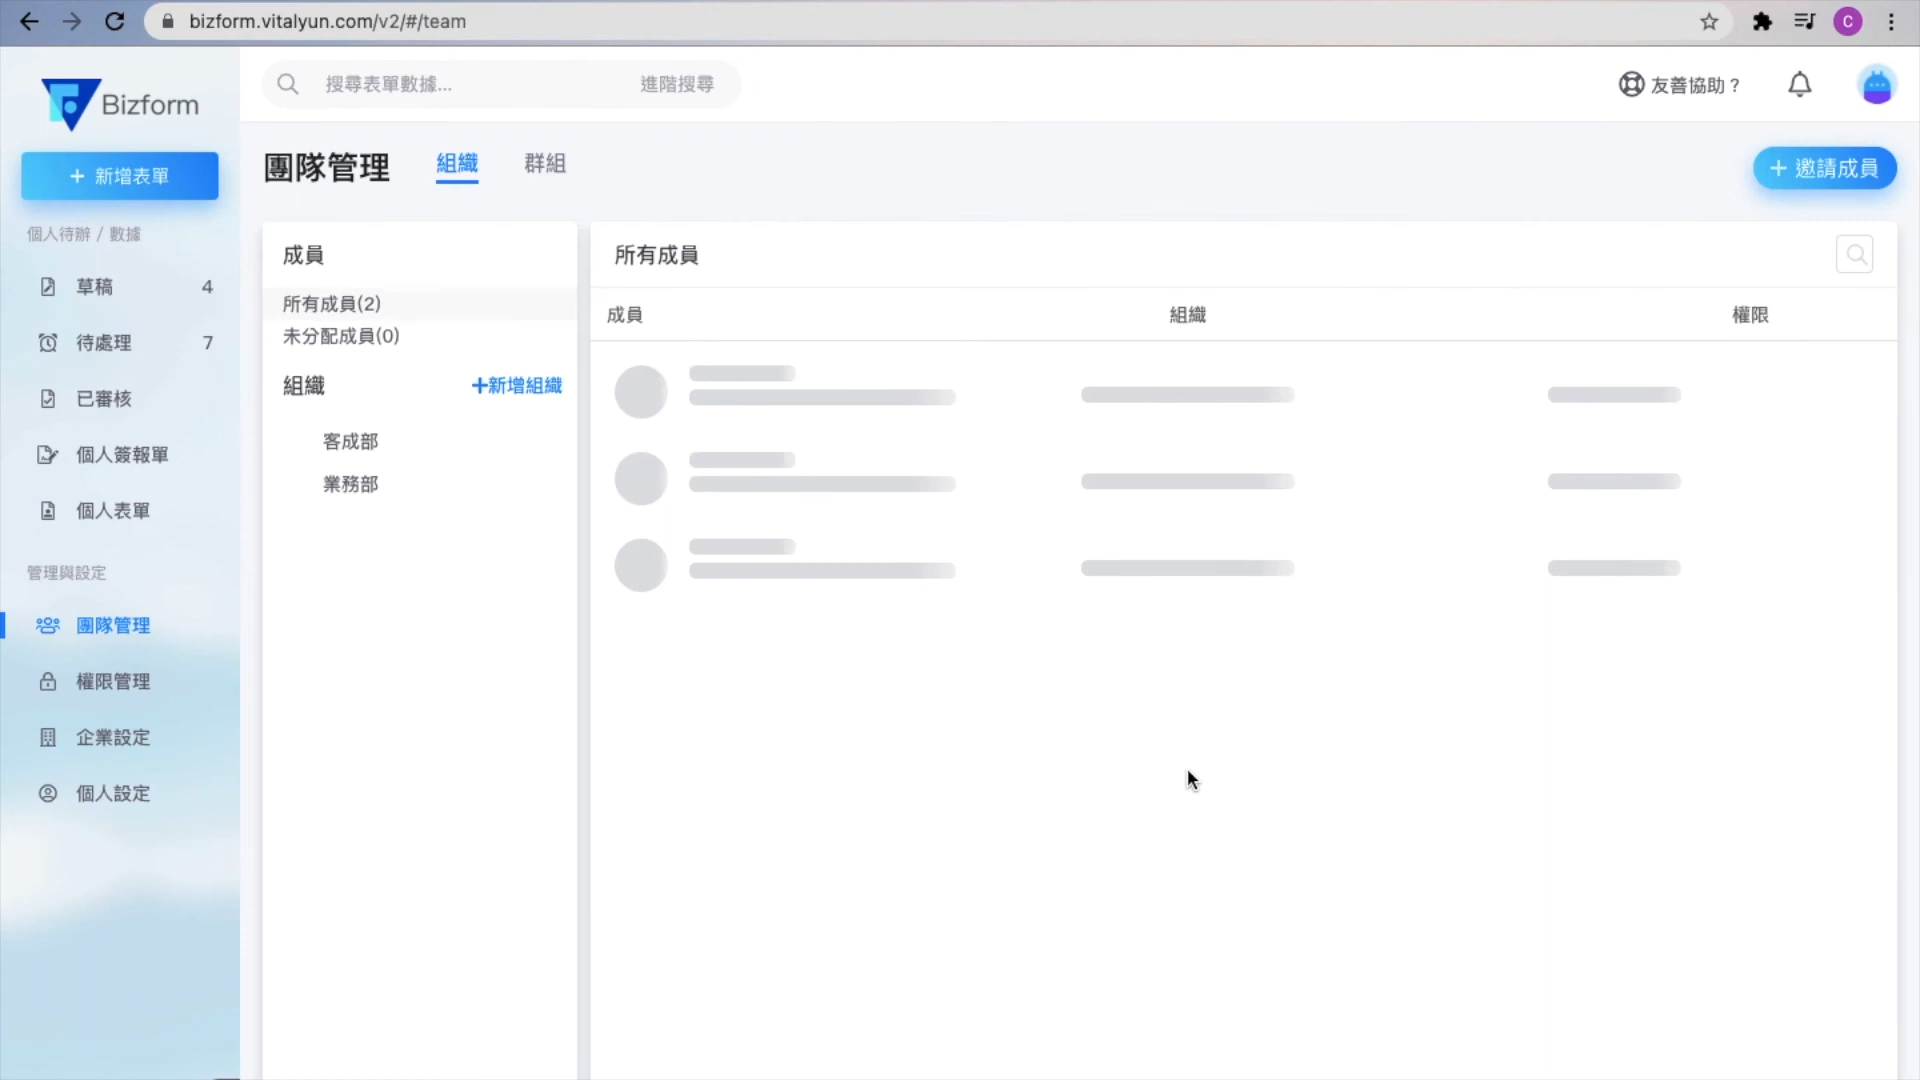 bizform.vitalyun.com/v2/#/team
C
Bizform
搜尋表單數據...
進階搜尋
友善協助？
+ 新增表單
個人待辦 / 數據
草稿 4
待處理 7
已審核
個人簽報單
個人表單
管理與設定
團隊管理
權限管理
企業設定
個人設定
團隊管理
組織
群組
+ 邀請成員
成員
所有成員(2)
未分配成員(0)
組織
+新增組織
客成部
業務部
所有成員
成員
組織
權限